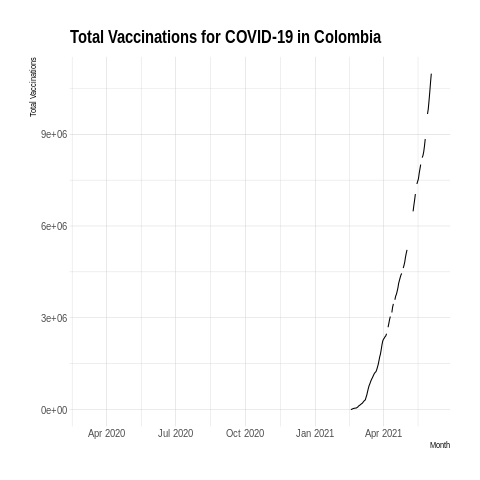 Total Vaccinations for COVID-19 in Colombia
Total Vaccinations
9e+06
6e+06
3e+06
0e+00
Apr 2020 Jul 2020 Oct 2020 Jan 2021 Apr 2021
Month